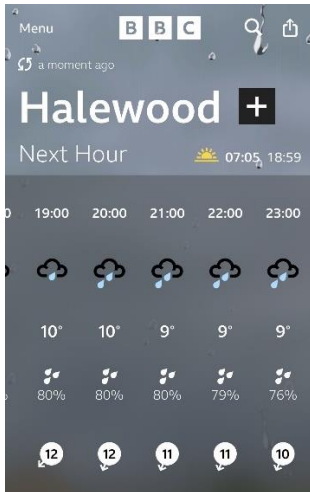 Menu BBC
a moment ago
Halewood +
Next Hour 07:05 18:59
0 19:00 20:00 21:00 22:00 23:00
10° 10° 9° 9° 9°
% 80% 80% 80% 79% 76%
12 12 11 11 10